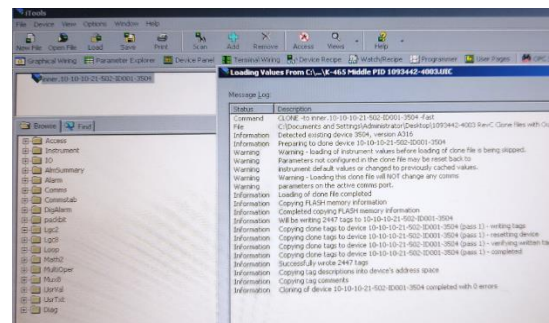 iTools
File Device View Options Window Help
New File Open File Load Save Print Scan Add Remove Access Views Help
Graphical Wiring Parameter Explorer Device Panel Terminal Wiring Device Recipe Watch/Recipe Programmer User Pages OPC
inner.10-10-10-21-502-ID001-3504
Loading Values From C:\...\K-465 Middle PID 1093442-4003.UIC
Message Log:
Status Description
Command CLONE -to inner.10-10-10-21-502-ID001-3504 -fast
File C:\Documents and Settings\Administrator\Desktop\1093442-4003 RevC Clone files with
Information Detected existing device 3504, version A316
Information Preparing to clone device 10-10-10-21-502-ID001-3504
Warning Warning - loading of instrument values before loading of clone file is being skipped.
Warning Parameters not configured in the clone file may be reset back to
Warning instrument default values or changed to previously cached values.
Warning Warning - Loading this clone file will NOT change any comms
Warning parameters on the active comms port.
Information Loading of clone file completed
Information Copying FLASH memory information
Information Completed copying FLASH memory information
Information Will be writing 2447 tags to 10-10-10-21-502-ID001-3504
Information Copying clone tags to device 10-10-10-21-502-ID001-3504 (pass 1) - writing tags
Information Copying clone tags to device 10-10-10-21-502-ID001-3504 (pass 1) - resetting device
Information Copying clone tags to device 10-10-10-21-502-ID001-3504 (pass 1) - verifying written
Information Copying clone tags to device 10-10-10-21-502-ID001-3504 (pass 1) - completed
Information Successfully wrote 2447 tags
Information Copying tag descriptions into device's address space
Information Copying tag comments
Information Cloning of device 10-10-10-21-502-ID001-3504 completed with 0 errors
Browse Find
Access
Instrument
IO
AlmSummary
Alarm
Comms
Commstab
DigAlarm
packbit
Lgc2
Lgc8
Loop
Math2
MultiOper
Mux8
UsrVal
UsrTxt
Diag